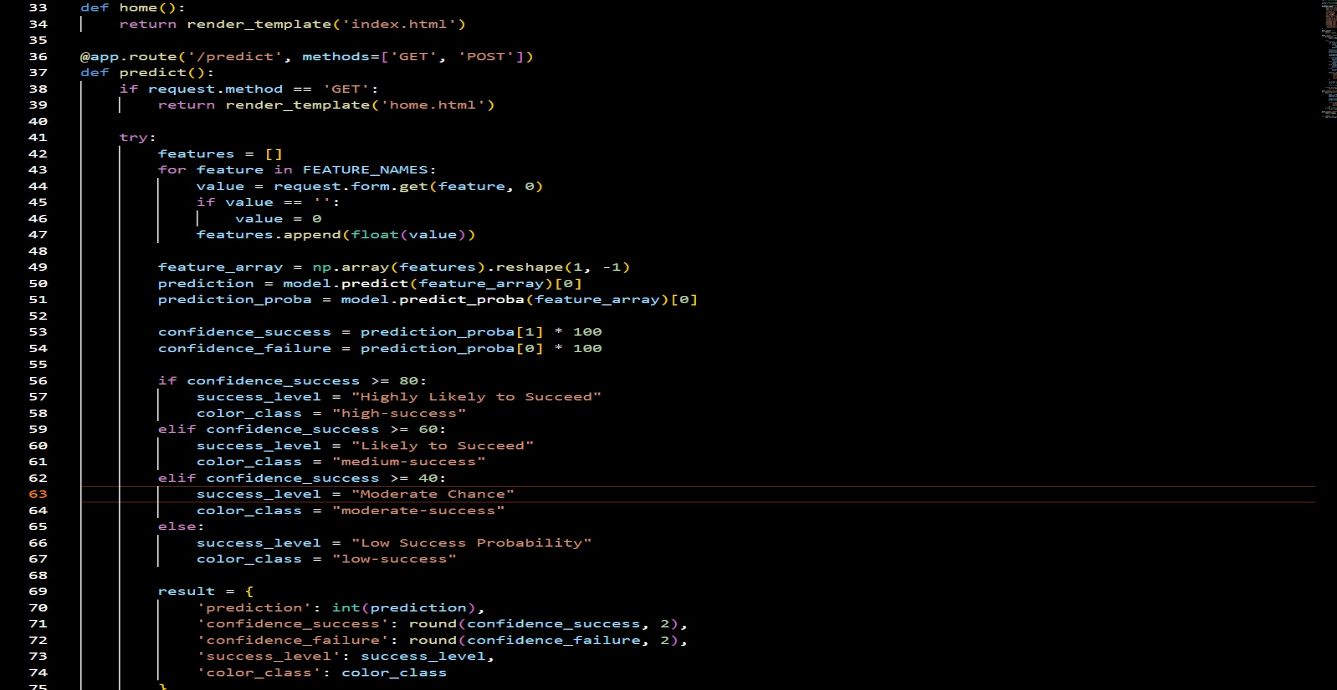 33 def home():
34     return render_template('index.html')
35
36 @app.route('/predict', methods=['GET', 'POST'])
37 def predict():
38     if request.method == 'GET':
39         return render_template('home.html')
40
41     try:
42         features = []
43         for feature in FEATURE_NAMES:
44             value = request.form.get(feature, 0)
45             if value == '':
46                 value = 0
47             features.append(float(value))
48
49         feature_array = np.array(features).reshape(1, -1)
50         prediction = model.predict(feature_array)[0]
51         prediction_proba = model.predict_proba(feature_array)[0]
52
53         confidence_success = prediction_proba[1] * 100
54         confidence_failure = prediction_proba[0] * 100
55
56         if confidence_success >= 80:
57             success_level = "Highly Likely to Succeed"
58             color_class = "high-success"
59         elif confidence_success >= 60:
60             success_level = "Likely to Succeed"
61             color_class = "medium-success"
62         elif confidence_success >= 40:
63             success_level = "Moderate Chance"
64             color_class = "moderate-success"
65         else:
66             success_level = "Low Success Probability"
67             color_class = "low-success"
68
69         result = {
70             'prediction': int(prediction),
71             'confidence_success': round(confidence_success, 2),
72             'confidence_failure': round(confidence_failure, 2),
73             'success_level': success_level,
74             'color_class': color_class
75         }